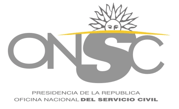 ONSC
PRESIDENCIA DE LA REPUBLICA
OFICINA NACIONAL DEL SERVICIO CIVIL